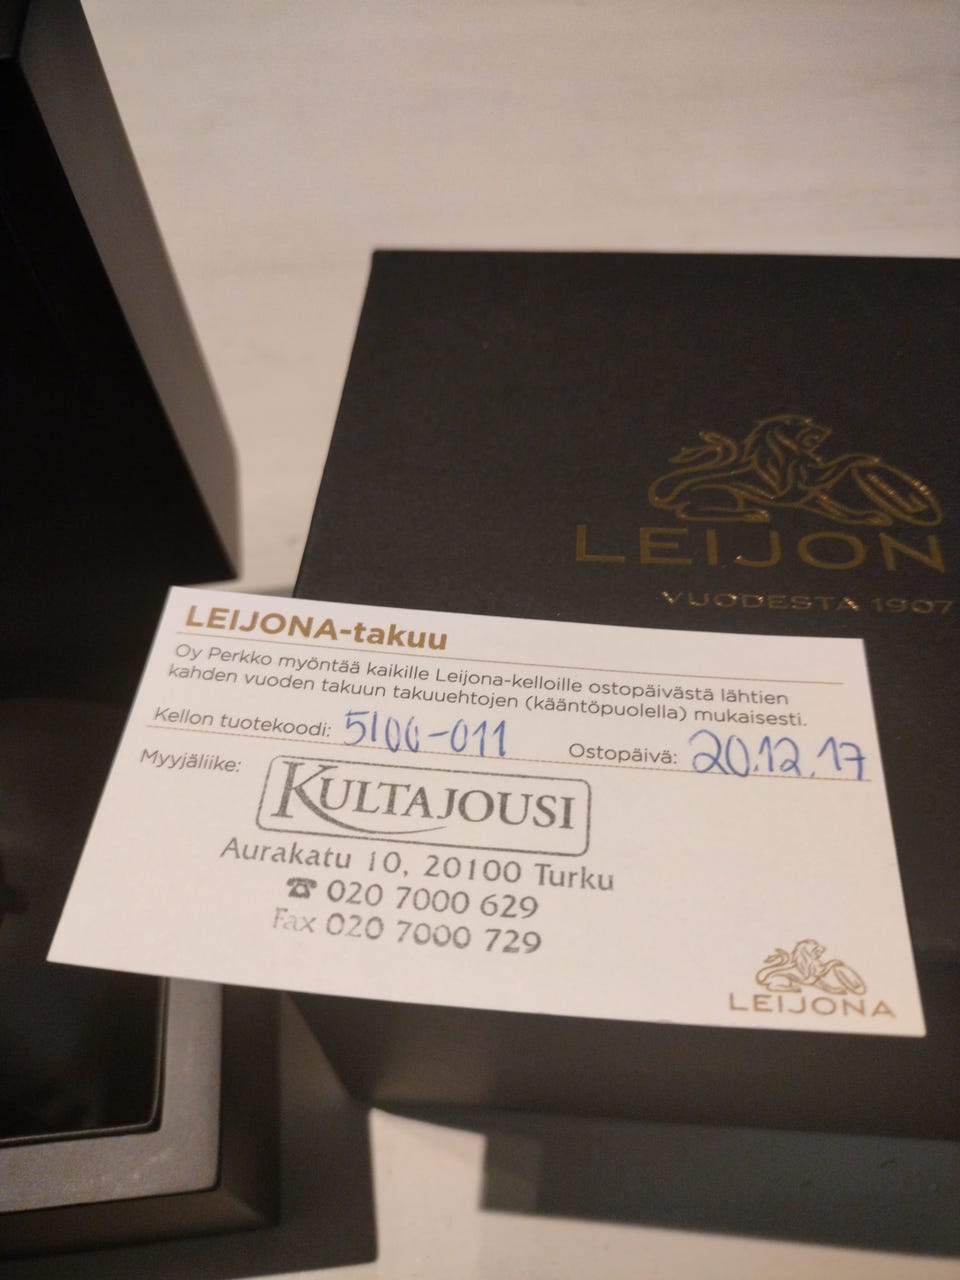 LEIJON
VUODESTA 1907
LEIJONA-takuu
Oy Perkko myöntää kaikille Leijona-kelloille ostopäivästä lähtien
kahden vuoden takuun takuuehtojen (kääntöpuolella) mukaisesti.
Kellon tuotekoodi: 5100-011 Ostopäivä: 20.12.17
Myyjäliike:
KULTAJOUSI
Aurakatu 10, 20100 Turku
☎ 020 7000 629
Fax 020 7000 729
LEIJONA